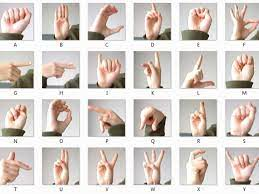 A B C D E F
G H I K L M
N O P Q R S
T U V W X Y